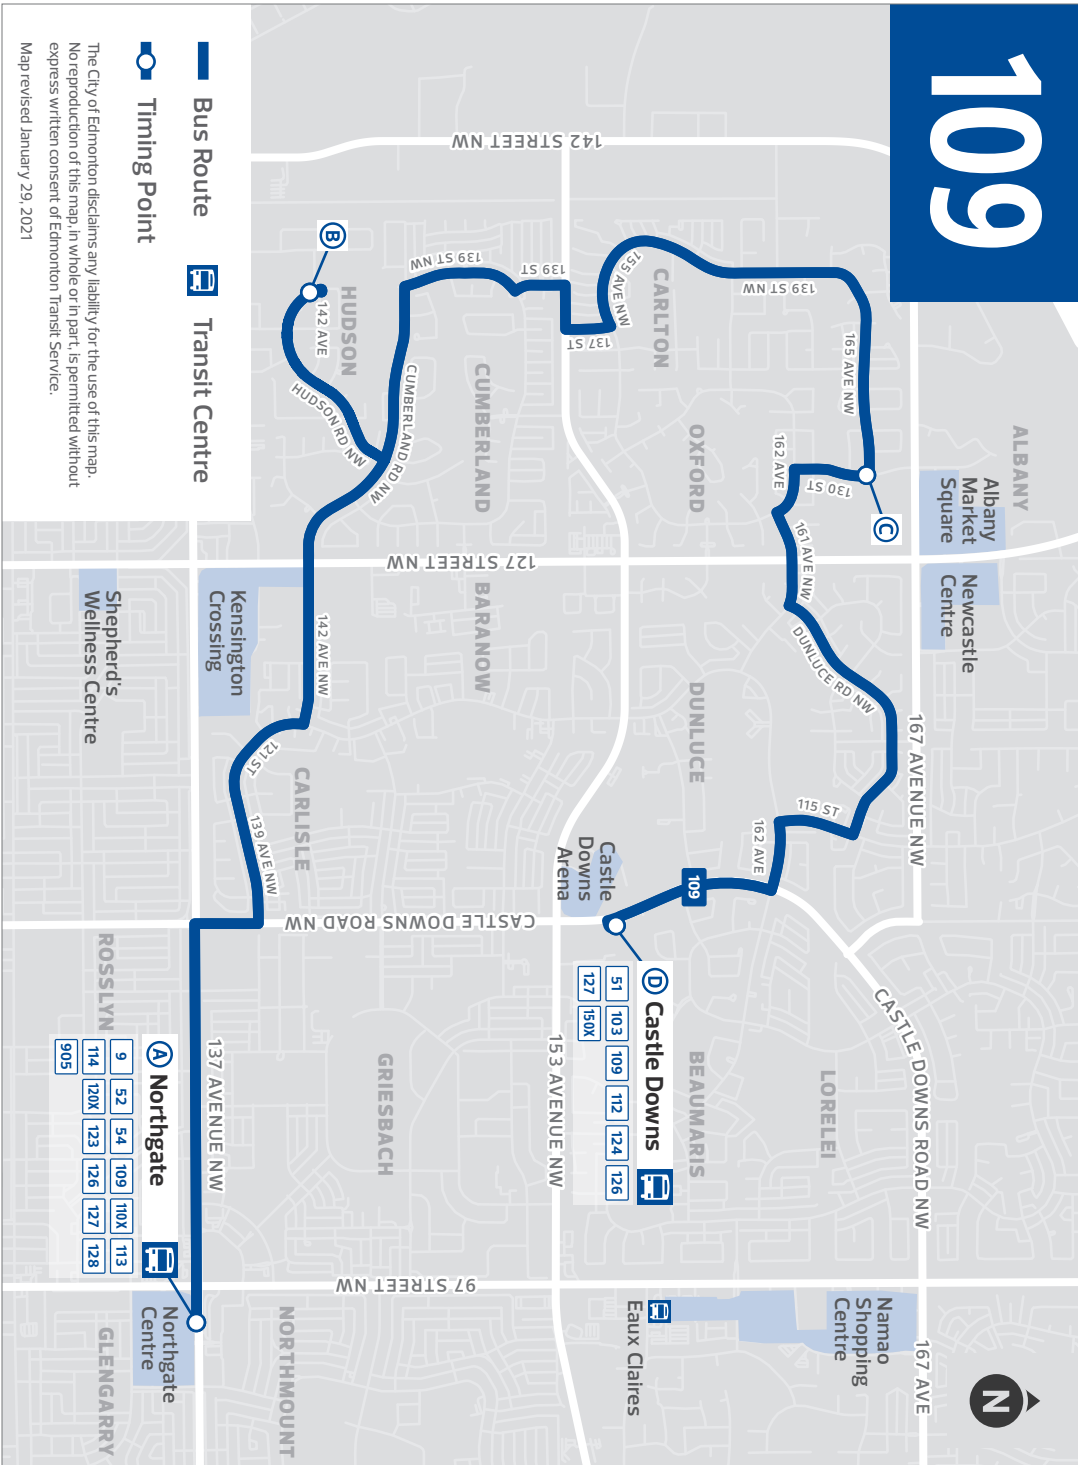 109
142 STREET NW
139 ST NW
139 ST
137 ST
155 AVE NW
139 ST NW
165 AVE NW
130 ST
162 AVE
161 AVE NW
DUNLUCE RD NW
115 ST
162 AVE
109
C
ALBANY
Albany
Market
Square
Newcastle
Centre
167 AVENUE NW
CARLTON
OXFORD
DUNLUCE
CUMBERLAND
BARANOW
HUDSON
B
142 AVE
HUDSON RD NW
CUMBERLAND RD NW
127 STREET NW
142 AVE NW
121 ST
139 AVE NW
CARLISLE
Kensington
Crossing
Shepherd's
Wellness Centre
Castle
Downs
Arena
CASTLE DOWNS ROAD NW
D Castle Downs
51 103 109 112 124 126
127 150X
BEAUMARIS
LORELEI
CASTLE DOWNS ROAD NW
153 AVENUE NW
GRIESBACH
137 AVENUE NW
ROSSLYN
A Northgate
9 52 54 109 110X 113
114 120X 123 126 127 128
905
97 STREET NW
Northgate
Centre
GLENGARRY
NORTHMOUNT
Eaux Claires
Namao
Shopping
Centre
167 AVE
N
Bus Route
Transit Centre
Timing Point
The City of Edmonton disclaims any liability for the use of this map.
No reproduction of this map, in whole or in part, is permitted without
express written consent of Edmonton Transit Service.
Map revised January 29, 2021